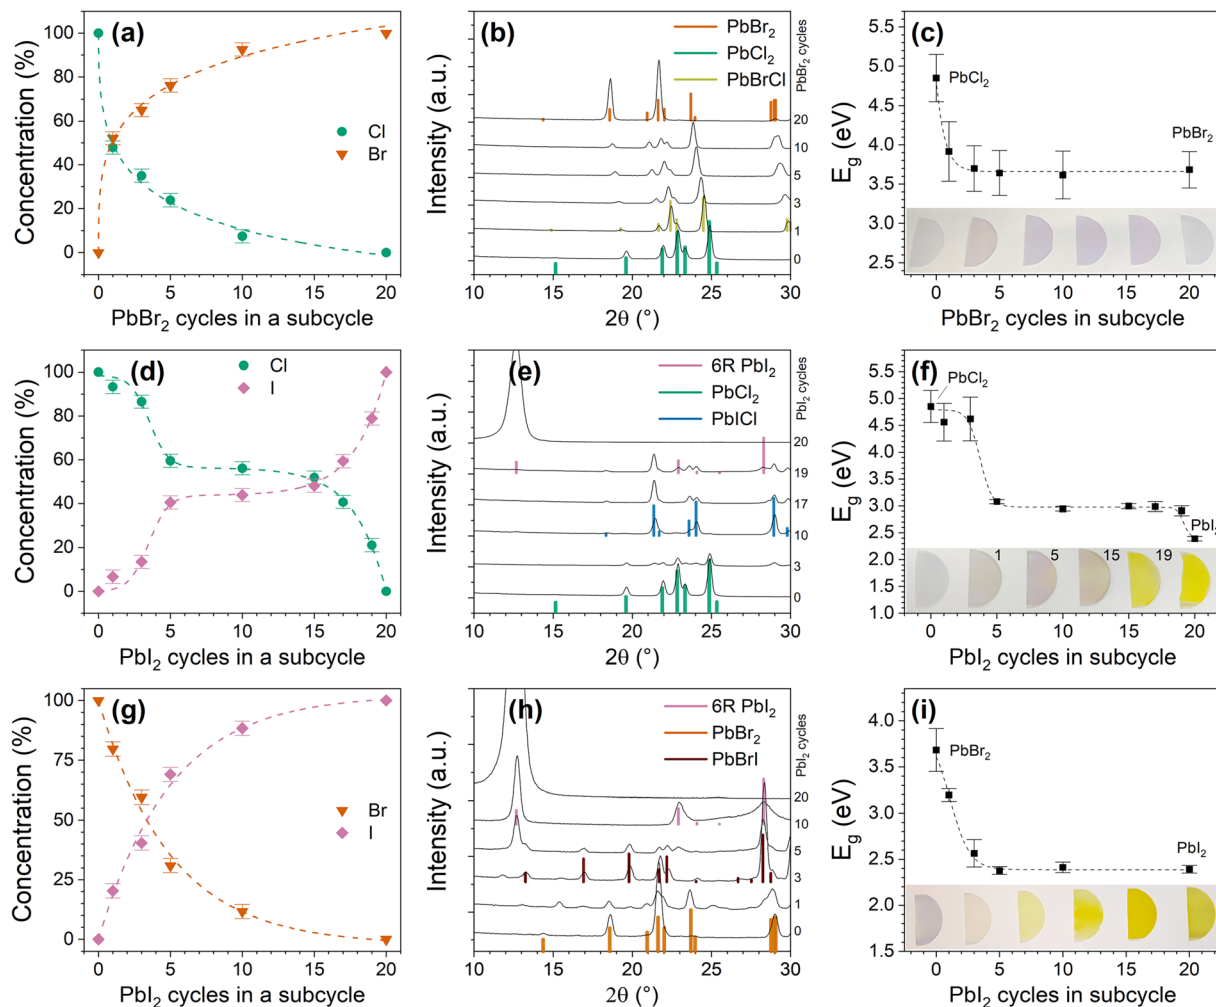 (a)
Concentration (%)
100
80
60
40
20
0
Cl
Br
0 5 10 15 20
PbBr₂ cycles in a subcycle
(b)
Intensity (a.u.)
PbBr₂
PbCl₂
PbBrCl
PbBr₂ cycles
20
10
5
3
1
0
10 15 20 25 30
2θ (°)
(c)
E_g (eV)
5.0
4.5
4.0
3.5
3.0
2.5
PbCl₂
PbBr₂
0 5 10 15 20
PbBr₂ cycles in a subcycle
(d)
Concentration (%)
100
80
60
40
20
0
Cl
I
0 5 10 15 20
PbI₂ cycles in a subcycle
(e)
Intensity (a.u.)
6R PbI₂
PbCl₂
PbICl
PbI₂ cycles
20
19
17
10
3
0
10 15 20 25 30
2θ (°)
(f)
E_g (eV)
5.0
4.5
4.0
3.5
3.0
2.5
2.0
1.5
1.0
PbCl₂
PbI₂
1 5 15 19
0 5 10 15 20
PbI₂ cycles in subcycle
(g)
Concentration (%)
100
75
50
25
0
Br
I
0 5 10 15 20
PbI₂ cycles in a subcycle
(h)
Intensity (a.u.)
6R PbI₂
PbBr₂
PbBrI
PbI₂ cycles
20
10
5
3
1
0
10 15 20 25 30
2θ (°)
(i)
E_g (eV)
4.0
3.5
3.0
2.5
2.0
1.5
PbBr₂
PbI₂
0 5 10 15 20
PbI₂ cycles in a subcycle